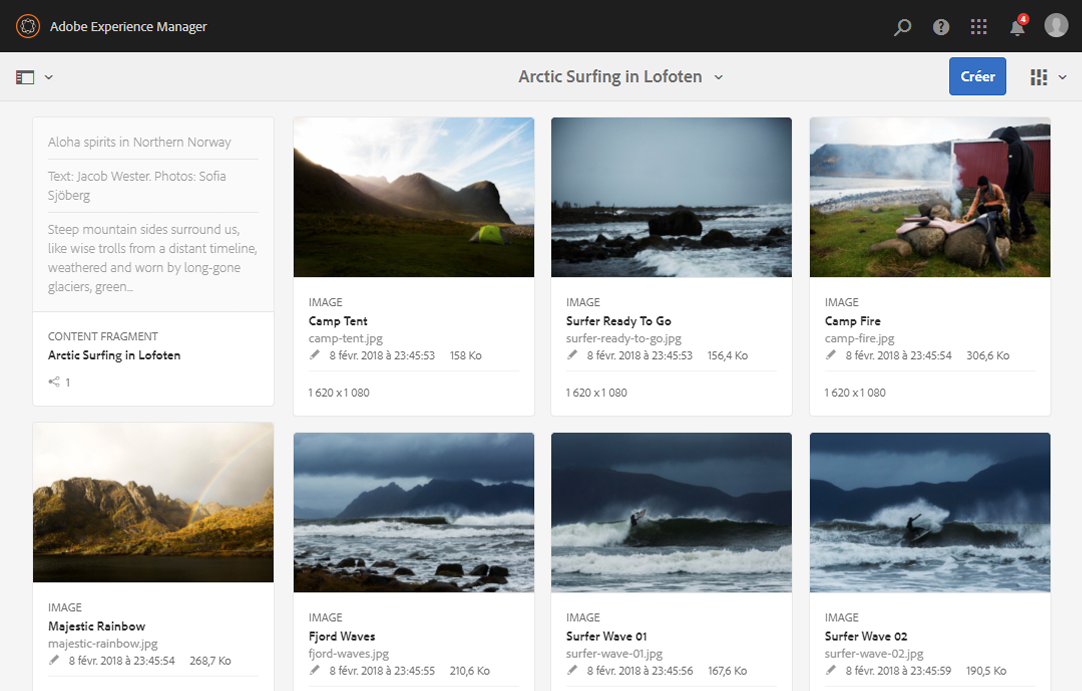 Adobe Experience Manager
4
Arctic Surfing in Lofoten
Créer
Aloha spirits in Northern Norway
Text: Jacob Wester. Photos: Sofia
Sjöberg
Steep mountain sides surround us,
like wise trolls from a distant timeline,
weathered and worn by long-gone
glaciers, green...
CONTENT FRAGMENT
Arctic Surfing in Lofoten
1
IMAGE
Camp Tent
camp-tent.jpg
8 févr. 2018 à 23:45:53 158 Ko
1 620 x 1 080
IMAGE
Surfer Ready To Go
surfer-ready-to-go.jpg
8 févr. 2018 à 23:45:53 156,4 Ko
1 620 x 1 080
IMAGE
Camp Fire
camp-fire.jpg
8 févr. 2018 à 23:45:54 306,6 Ko
1 620 x 1 080
IMAGE
Majestic Rainbow
majestic-rainbow.jpg
8 févr. 2018 à 23:45:54 268,7 Ko
IMAGE
Fjord Waves
fjord-waves.jpg
8 févr. 2018 à 23:45:55 210,6 Ko
IMAGE
Surfer Wave 01
surfer-wave-01.jpg
8 févr. 2018 à 23:45:56 167,6 Ko
IMAGE
Surfer Wave 02
surfer-wave-02.jpg
8 févr. 2018 à 23:45:59 190,5 Ko